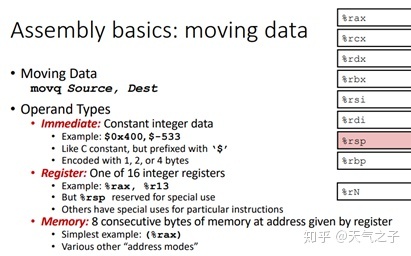 Assembly basics: moving data
• Moving Data
movq Source, Dest
• Operand Types
• Immediate: Constant integer data
• Example: $0x400, $-533
• Like C constant, but prefixed with ‘$’
• Encoded with 1, 2, or 4 bytes
• Register: One of 16 integer registers
• Example: %rax, %r13
• But %rsp reserved for special use
• Others have special uses for particular instructions
• Memory: 8 consecutive bytes of memory at address given by register
• Simplest example: (%rax)
• Various other “address modes”
%rax
%rcx
%rdx
%rbx
%rsi
%rdi
%rsp
%rbp
%rN
知乎 @天气之子